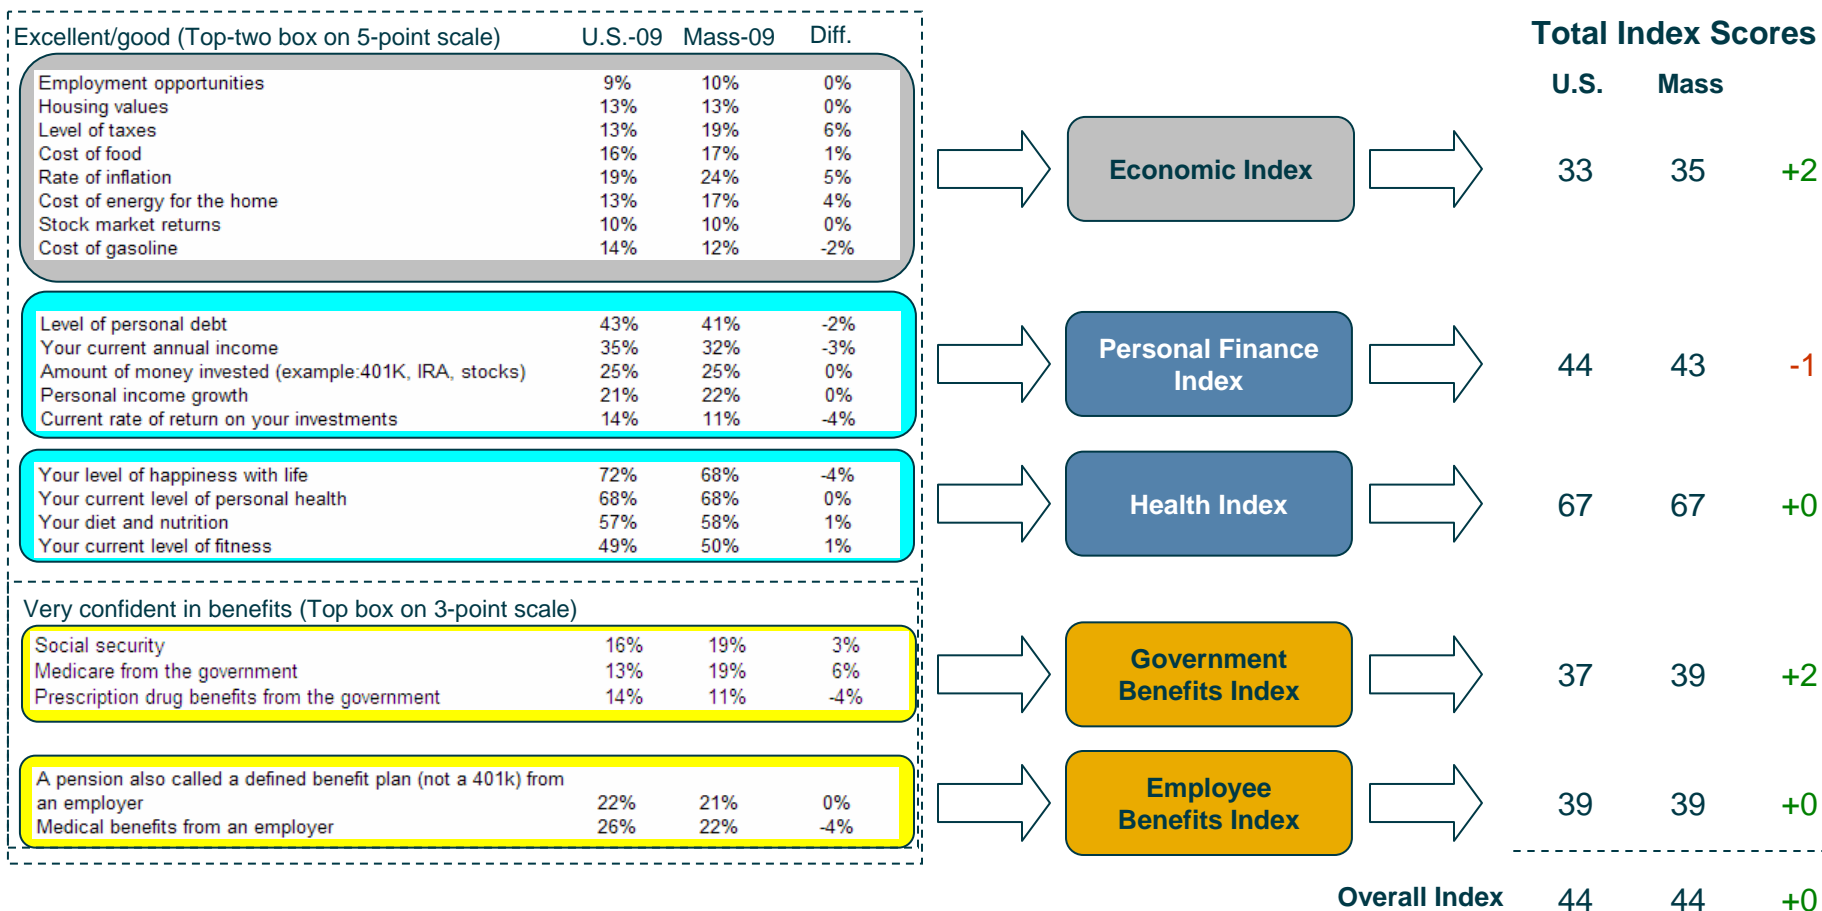 Excellent/good (Top-two box on 5-point scale) U.S.-09 Mass-09 Diff.
Employment opportunities 9% 10% 0%
Housing values 13% 13% 0%
Level of taxes 13% 19% 6%
Cost of food 16% 17% 1%
Rate of inflation 19% 24% 5%
Cost of energy for the home 13% 17% 4%
Stock market returns 10% 10% 0%
Cost of gasoline 14% 12% -2%
Level of personal debt 43% 41% -2%
Your current annual income 35% 32% -3%
Amount of money invested (example:401K, IRA, stocks) 25% 25% 0%
Personal income growth 21% 22% 0%
Current rate of return on your investments 14% 11% -4%
Your level of happiness with life 72% 68% -4%
Your current level of personal health 68% 68% 0%
Your diet and nutrition 57% 58% 1%
Your current level of fitness 49% 50% 1%
Very confident in benefits (Top box on 3-point scale)
Social security 16% 19% 3%
Medicare from the government 13% 19% 6%
Prescription drug benefits from the government 14% 11% -4%
A pension also called a defined benefit plan (not a 401k) from
an employer 22% 21% 0%
Medical benefits from an employer 26% 22% -4%
Total Index Scores
U.S. Mass
Economic Index 33 35 +2
Personal Finance
Index 44 43 -1
Health Index 67 67 +0
Government
Benefits Index 37 39 +2
Employee
Benefits Index 39 39 +0
Overall Index 44 44 +0